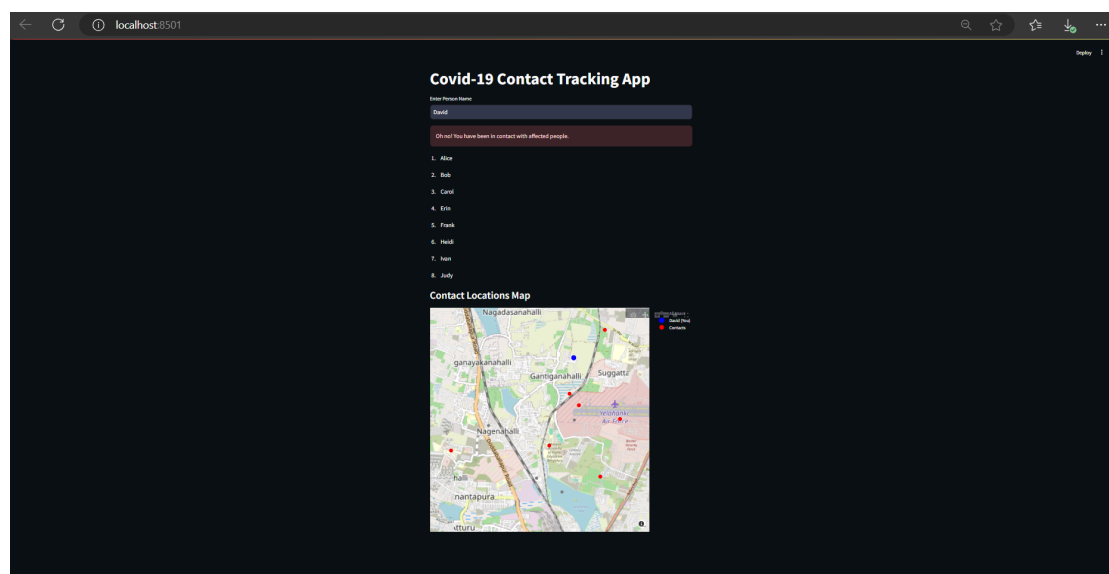 localhost:8501
Deploy
Covid-19 Contact Tracking App
Enter Person Name
David
Oh no! You have been in contact with affected people.
1. Alice
2. Bob
3. Carol
4. Erin
5. Frank
6. Heidi
7. Ivan
8. Judy
Contact Locations Map
Nagadasanahalli
David (You)
Contacts
ganayakanahalli
Gantiganahalli
Suggatta
Yelahanka
Air Force
Nagenahalli
halli
nantapura
tturu